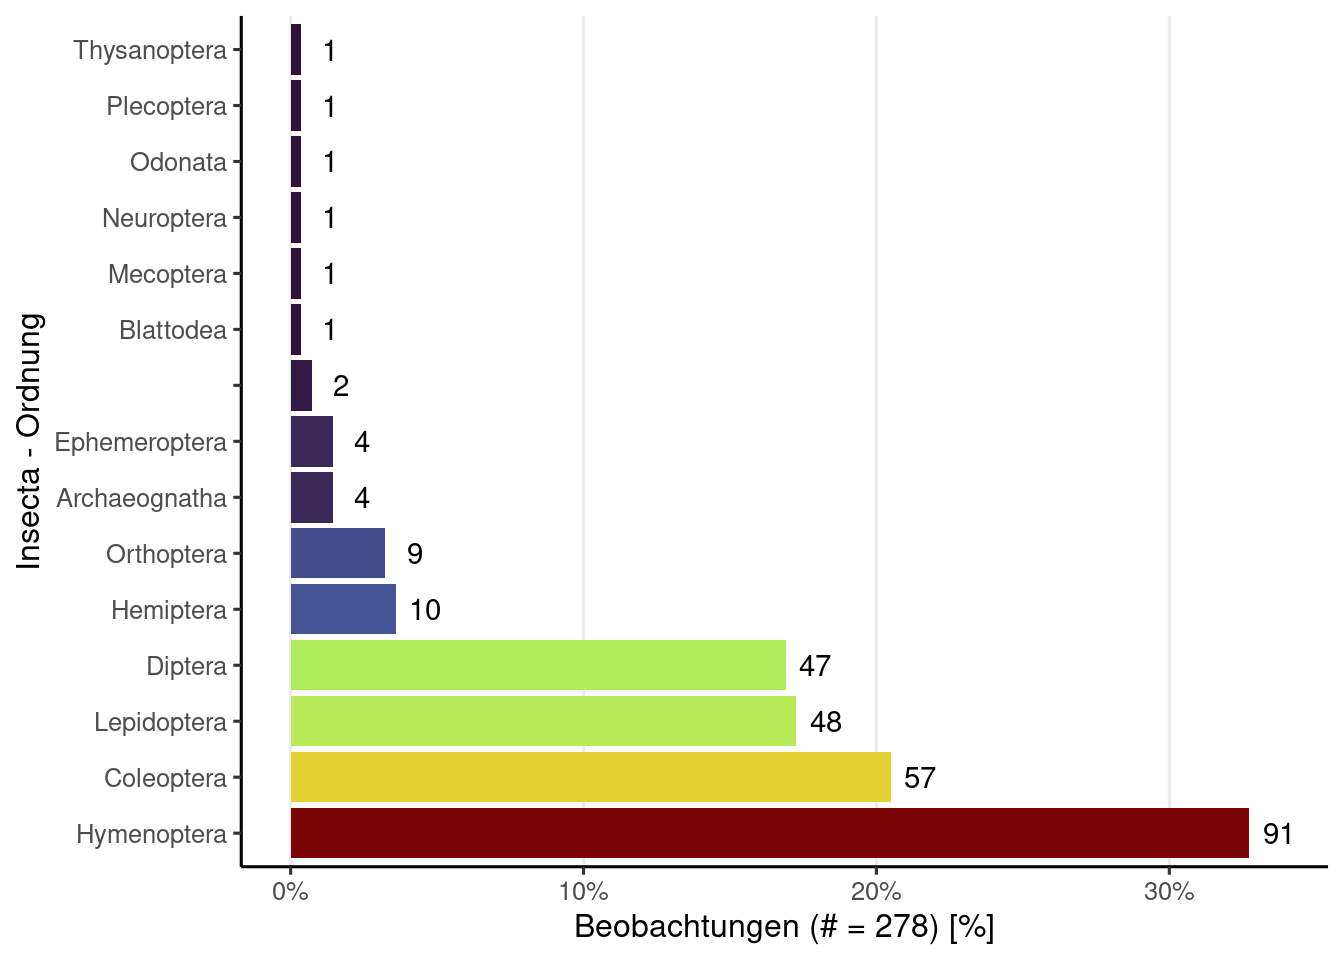 Insecta - Ordnung
Thysanoptera 1
Plecoptera 1
Odonata 1
Neuroptera 1
Mecoptera 1
Blattodea 1
2
Ephemeroptera 4
Archaeognatha 4
Orthoptera 9
Hemiptera 10
Diptera 47
Lepidoptera 48
Coleoptera 57
Hymenoptera 91
0% 10% 20% 30%
Beobachtungen (# = 278) [%]